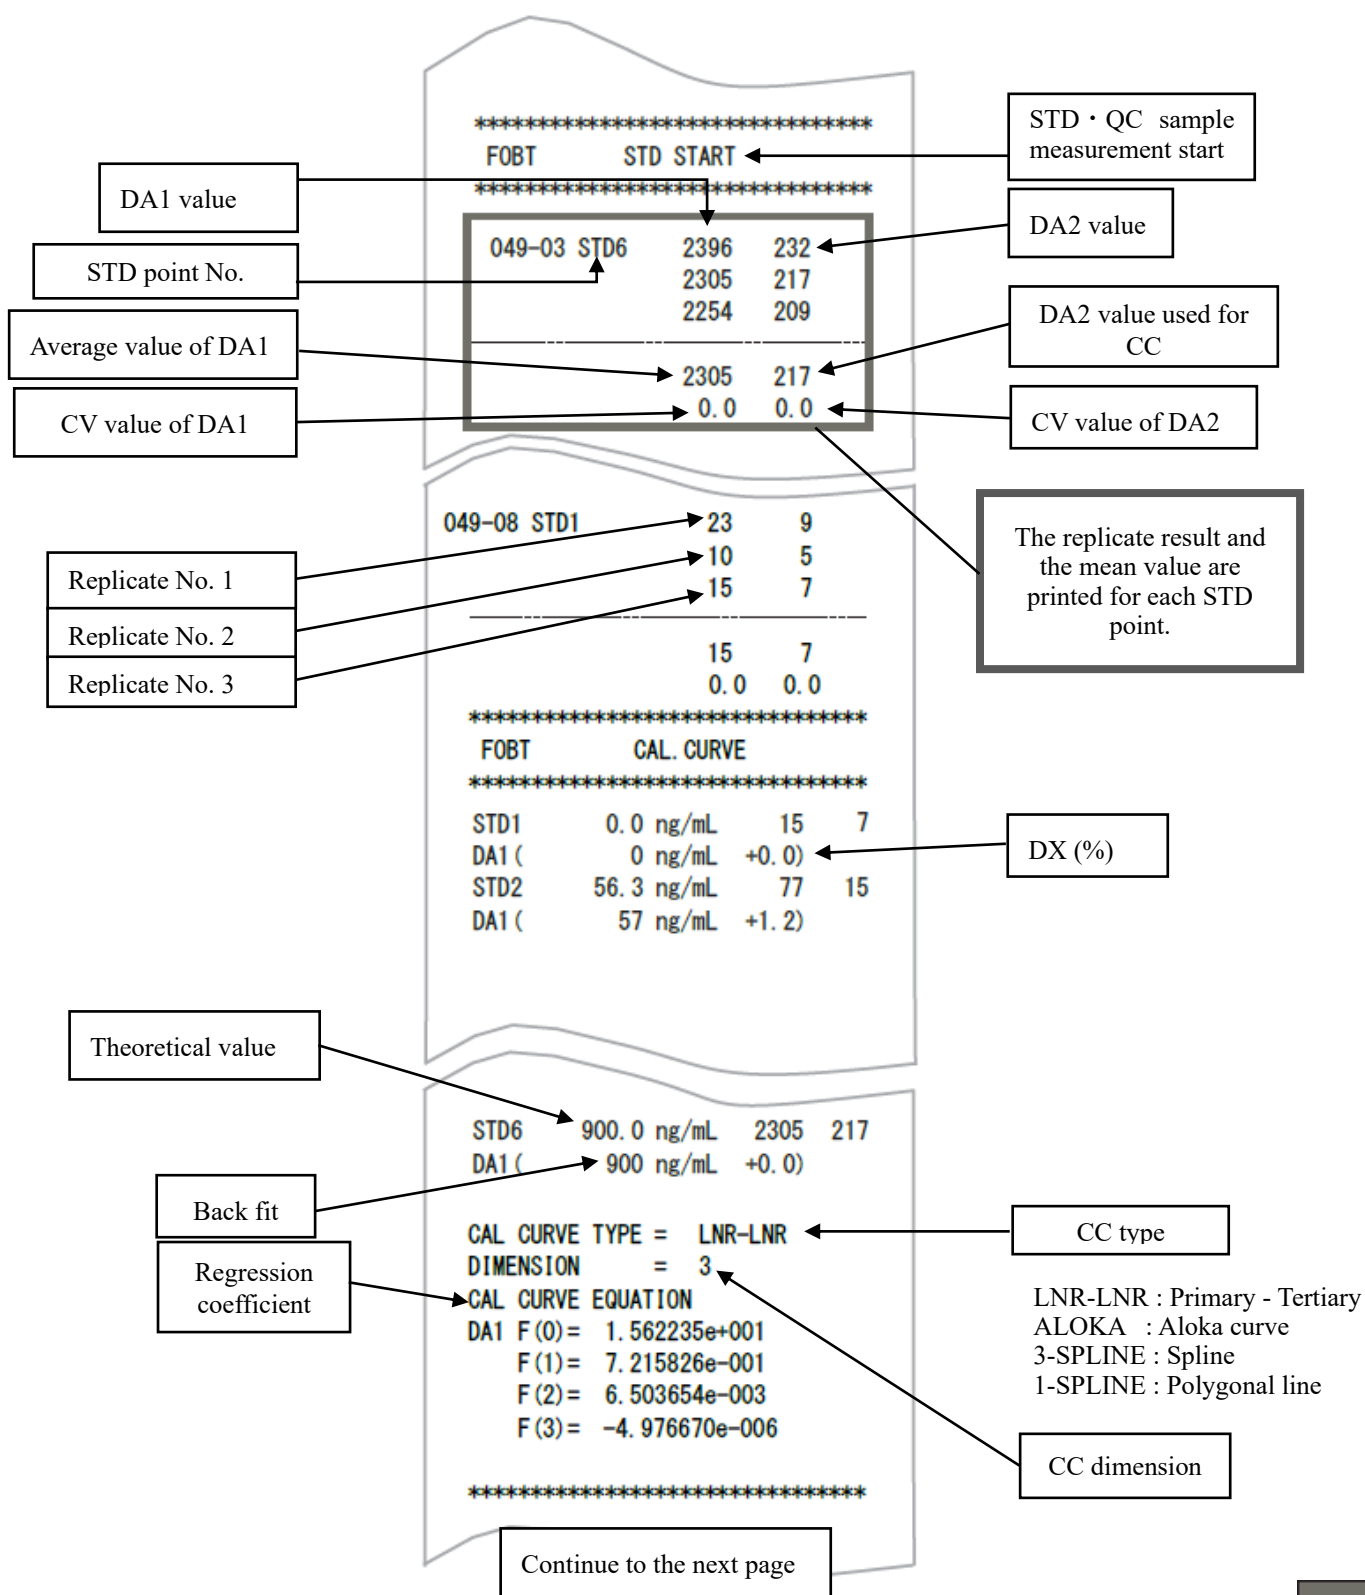 *********************************
FOBT STD START
*********************************
STD・QC sample
measurement start
DA1 value
DA2 value
STD point No.
049-03 STD6 2396 232
2305 217
2254 209
Average value of DA1
DA2 value used for
CC
2305 217
0.0 0.0
CV value of DA1
CV value of DA2
The replicate result and
the mean value are
printed for each STD
point.
049-08 STD1 23 9
10 5
15 7
Replicate No. 1
Replicate No. 2
Replicate No. 3
15 7
0.0 0.0
*********************************
FOBT CAL.CURVE
*********************************
STD1 0.0 ng/mL 15 7
DA1( 0 ng/mL +0.0)
DX (%)
STD2 56.3 ng/mL 77 15
DA1( 57 ng/mL +1.2)
Theoretical value
STD6 900.0 ng/mL 2305 217
DA1( 900 ng/mL +0.0)
Back fit
CAL CURVE TYPE = LNR-LNR
CC type
DIMENSION = 3
Regression
coefficient
CAL CURVE EQUATION
DA1 F(0)= 1.562235e+001
F(1)= 7.215826e-001
F(2)= 6.503654e-003
F(3)= -4.976670e-006
LNR-LNR : Primary - Tertiary
ALOKA : Aloka curve
3-SPLINE : Spline
1-SPLINE : Polygonal line
CC dimension
*********************************
Continue to the next page